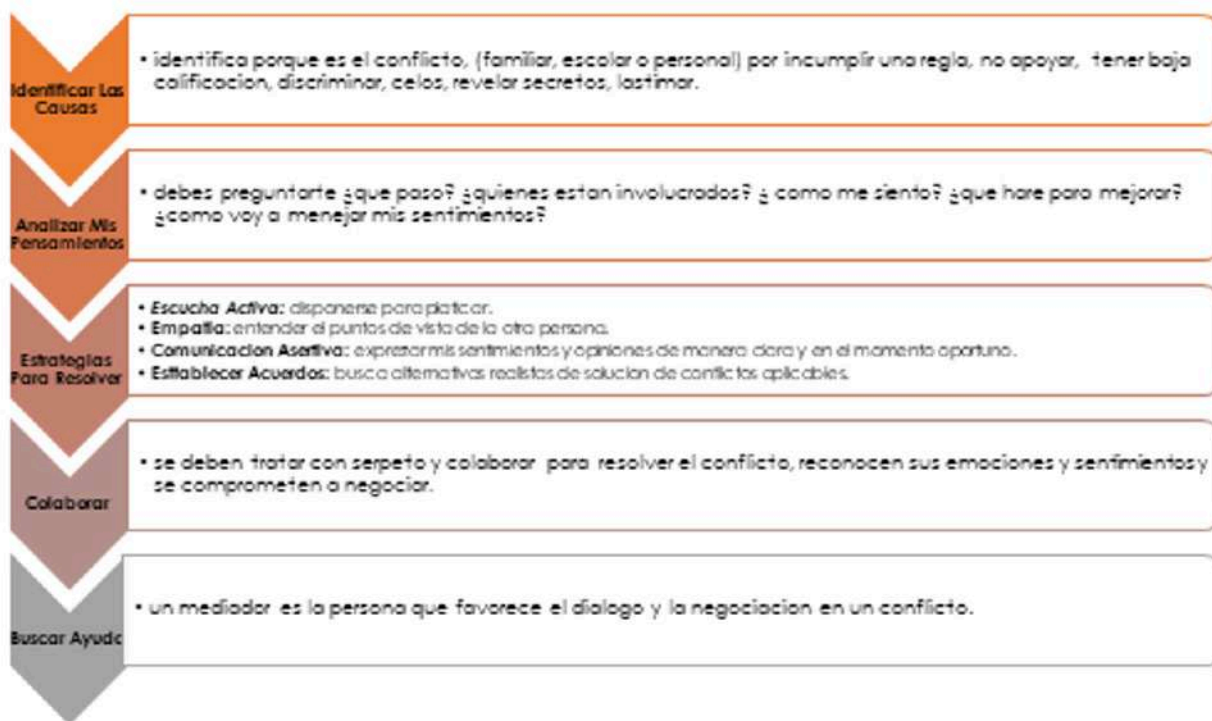 Identificar Las
Causas
• identifica porque es el conflicto, (familiar, escolar o personal) por incumplir una regla, no apoyar, tener baja
calificacion, discriminar, celos, revelar secretos, lastimar.
Analizar Mis
Pensamientos
• debes preguntarte ¿que paso? ¿quienes estan involucrados? ¿ como me siento? ¿que hare para mejorar?
¿como voy a menejar mis sentimientos?
Estrategias
Para Resolver
• Escucha Activa: disponerse para platicar.
• Empatia: entender el puntos de vista de la otra persona.
• Comunicacion Asertiva: expresar mis sentimientos y opiniones de manera clara y en el momento oportuno.
• Esttablecer Acuerdos: busca alternativas realistas de solucion de conflictos aplicables.
Colaborar
• se deben tratar con serpeto y colaborar para resolver el conflicto, reconocen sus emociones y sentimientos y
se comprometen a negociar.
Buscar Ayuda
• un mediador es la persona que favorece el dialogo y la negociacion en un conflicto.